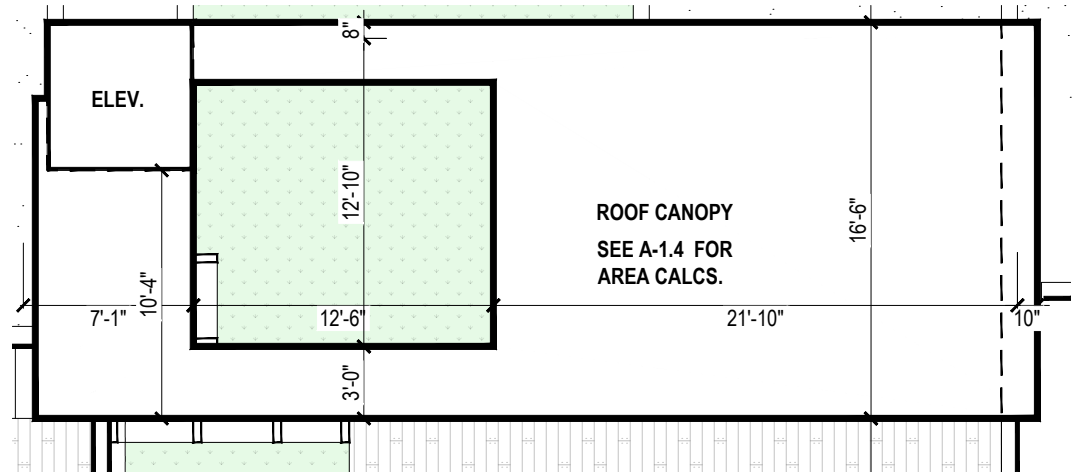 8"
ELEV.
12'-10"
ROOF CANOPY
SEE A-1.4 FOR
AREA CALCS.
16'-6"
10'-4"
7'-1"
12'-6"
21'-10"
10"
3'-0"